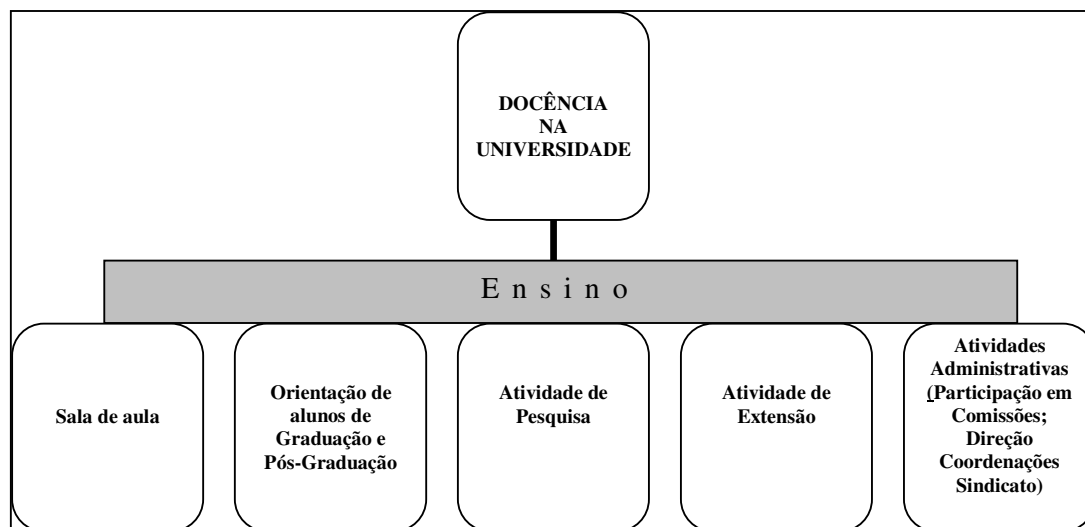 DOCÊNCIA
NA
UNIVERSIDADE
E n s i n o
Sala de aula
Orientação de
alunos de
Graduação e
Pós-Graduação
Atividade de
Pesquisa
Atividade de
Extensão
Atividades
Administrativas
(Participação em
Comissões;
Direção
Coordenações
Sindicato)